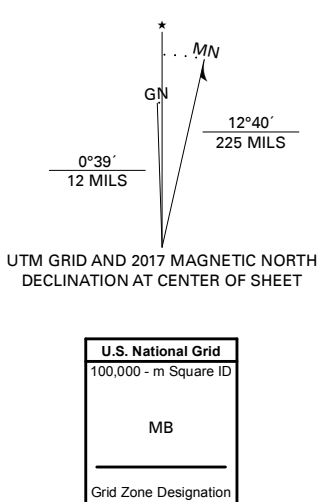 ★
MN
GN
12°40´
225 MILS
0°39´
12 MILS
UTM GRID AND 2017 MAGNETIC NORTH
DECLINATION AT CENTER OF SHEET
U.S. National Grid
100,000 - m Square ID
MB
Grid Zone Designation